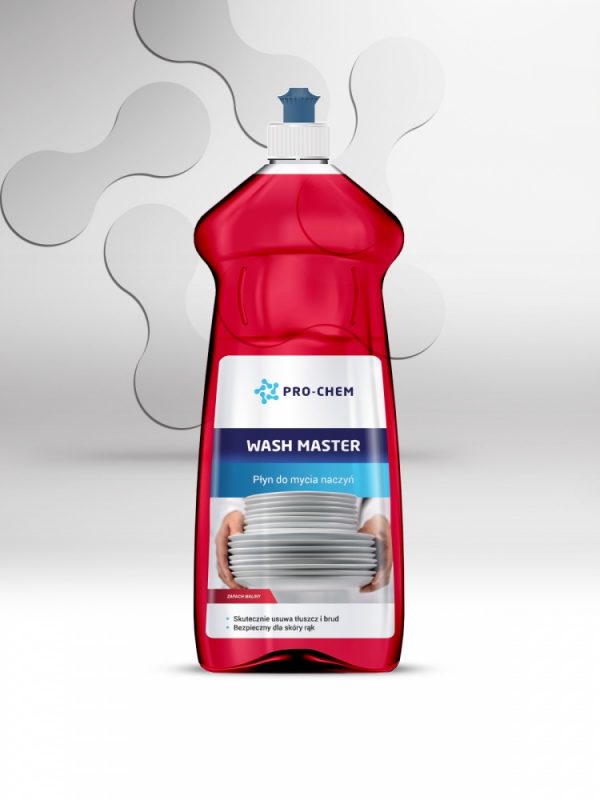 PRO-CHEM
WASH MASTER
Płyn do mycia naczyń
ZAPACH MALINY
Skutecznie usuwa tłuszcz i brud
Bezpieczny dla skóry rąk